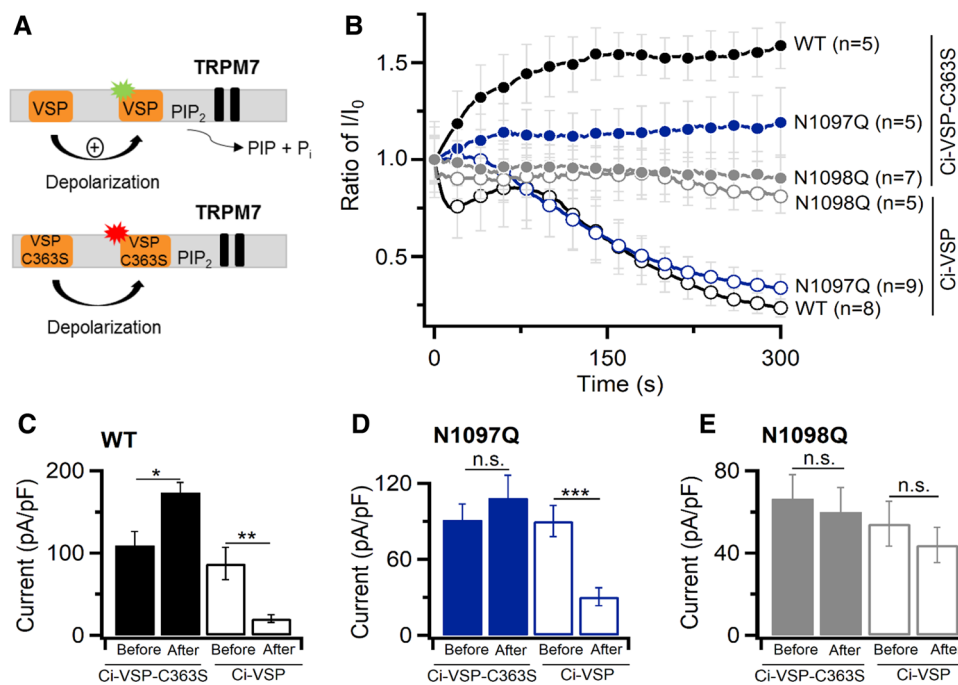 A
TRPM7
VSP
VSP
PIP2
+
PIP + Pi
Depolarization
TRPM7
VSP
C363S
VSP
C363S
PIP2
Depolarization
B
Ratio of I/I0
1.5
1.0
0.5
0
150
300
Time (s)
WT (n=5)
N1097Q (n=5)
N1098Q (n=7)
N1098Q (n=5)
N1097Q (n=9)
WT (n=8)
Ci-VSP-C363S
Ci-VSP
C
WT
Current (pA/pF)
200
100
0
*
**
Before After Before After
Ci-VSP-C363S Ci-VSP
D
N1097Q
Current (pA/pF)
120
60
0
n.s.
***
Before After Before After
Ci-VSP-C363S Ci-VSP
E
N1098Q
Current (pA/pF)
80
40
0
n.s.
n.s.
Before After Before After
Ci-VSP-C363S Ci-VSP